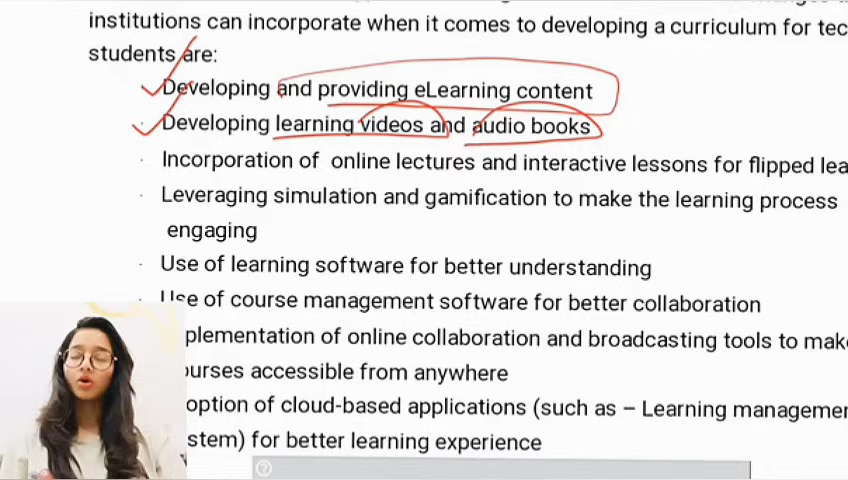 institutions can incorporate when it comes to developing a curriculum for tec
students are:
Developing and providing eLearning content
· Developing learning videos and audio books
· Incorporation of online lectures and interactive lessons for flipped lea
· Leveraging simulation and gamification to make the learning process
engaging
· Use of learning software for better understanding
· Use of course management software for better collaboration
plementation of online collaboration and broadcasting tools to mak
urses accessible from anywhere
option of cloud-based applications (such as – Learning manageme
stem) for better learning experience